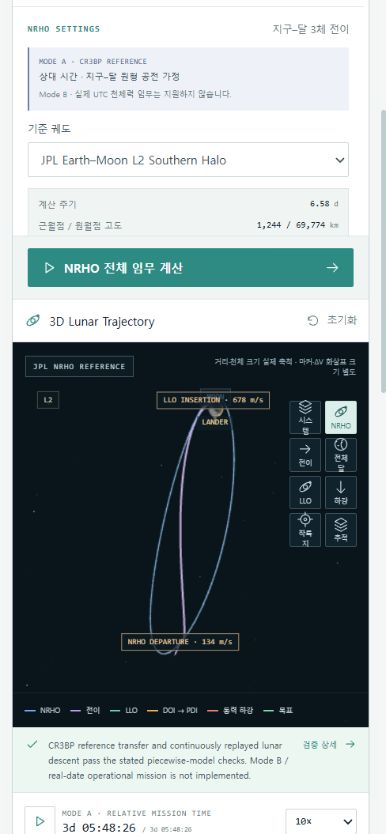 NRHO SETTINGS
지구–달 3체 전이
MODE A · CR3BP REFERENCE
상대 시간 · 지구–달 원형 공전 가정
Mode B · 실제 UTC 천체력 임무는 지원하지 않습니다.
기준 궤도
JPL Earth–Moon L2 Southern Halo
계산 주기
6.58 d
근월점 / 원월점 고도
1,244 / 69,774 km
NRHO 전체 임무 계산
3D Lunar Trajectory
초기화
JPL NRHO REFERENCE
거리·천체 크기 실제 축척 · 마커·ΔV 화살표 크
기 별도
L2
LLO INSERTION · 678 m/s
LANDER
시스
템
NRHO
전이
전체
달
LLO
하강
착륙
지
추적
NRHO DEPARTURE · 134 m/s
NRHO
전이
LLO
DOI → PDI
동력 하강
목표
CR3BP reference transfer and continuously replayed lunar
descent pass the stated piecewise-model checks. Mode B /
real-date operational mission is not implemented.
검증 상세
MODE A · RELATIVE MISSION TIME
3d 05:48:26 / 3d 05:48:26
10x